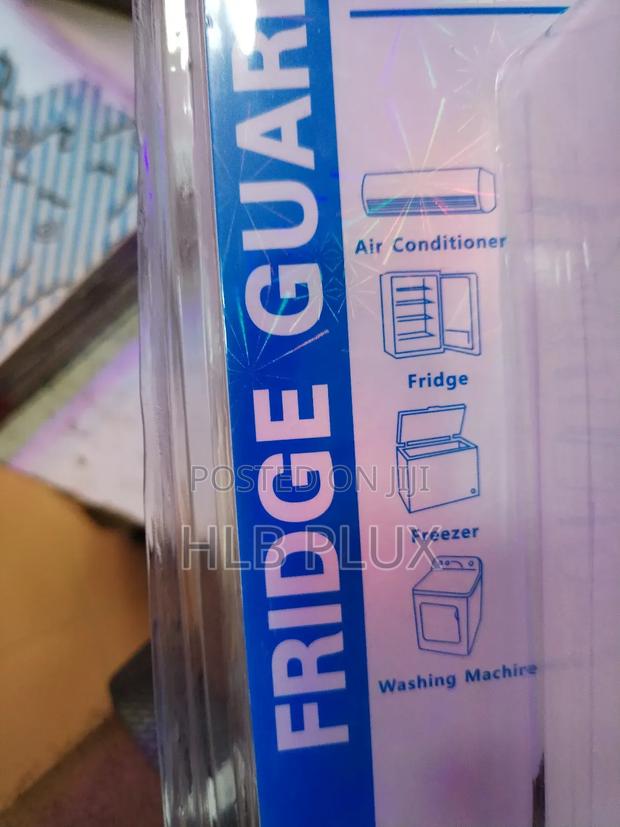 FRIDGE GUAR
Air Conditioner
Fridge
Freezer
Washing Machine
POSTED ON JIJI
HLB PLUX